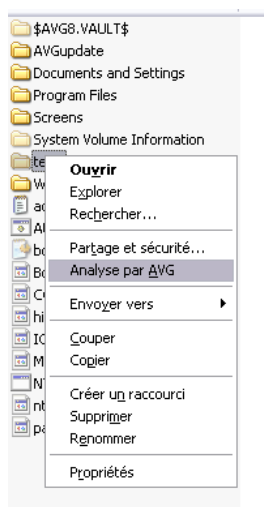 $AVG8.VAULT$
AVGupdate
Documents and Settings
Program Files
Screens
System Volume Information
Ouvrir
Explorer
Rechercher...
Partage et sécurité...
Analyse par AVG
Envoyer vers
Couper
Copier
Créer un raccourci
Supprimer
Renommer
Propriétés